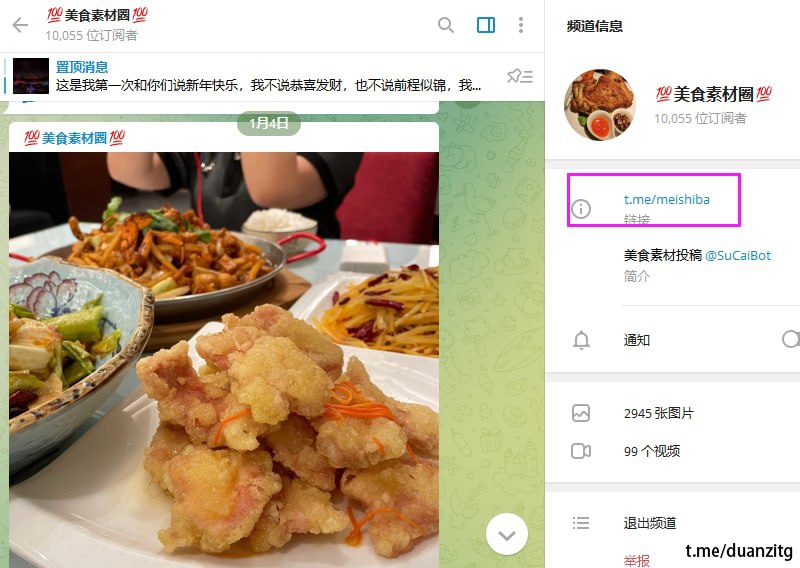 💯美食素材圈💯
10,055 位订阅者
置顶消息
这是我第一次和你们说新年快乐，我不说恭喜发财，也不说前程似锦，我...
1月4日
💯美食素材圈💯
频道信息
💯美食素材圈💯
10,055 位订阅者
t.me/meishiba
链接
美食素材投稿 @SuCaiBot
简介
通知
2945 张图片
99 个视频
退出频道
举报
t.me/duanzitg